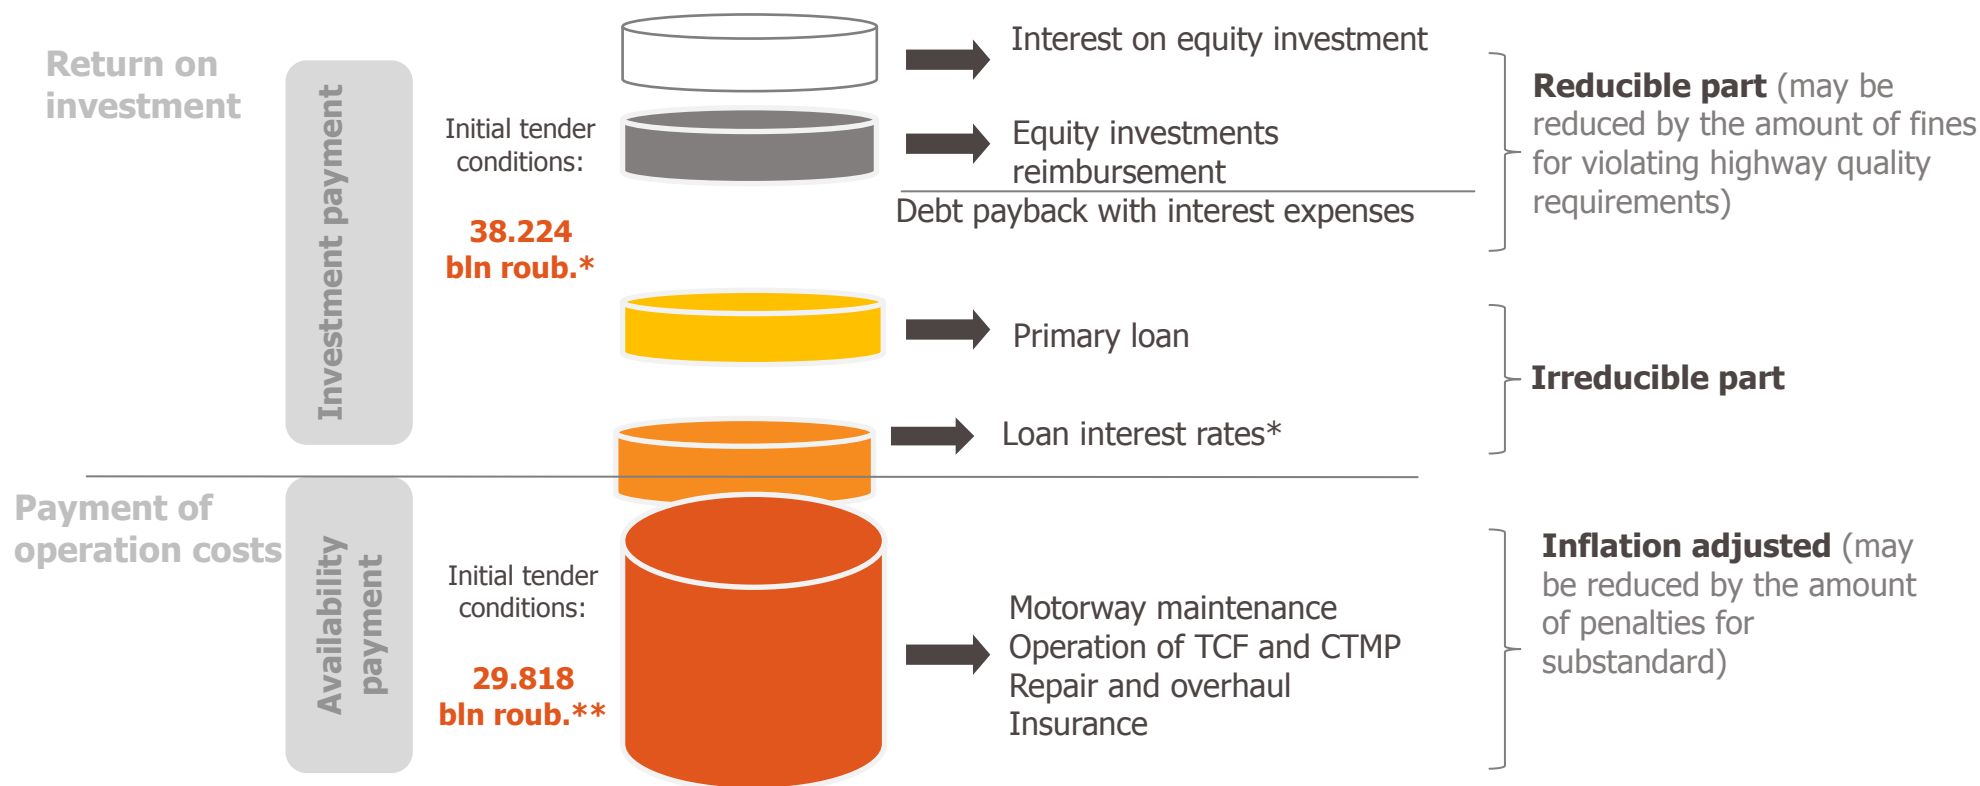 Return on
investment
Investment payment
Initial tender
conditions:
38.224
bln roub.*
Interest on equity investment
Equity investments
reimbursement
Debt payback with interest expenses
Primary loan
Loan interest rates*
Reducible part (may be
reduced by the amount of fines
for violating highway quality
requirements)
Irreducible part
Payment of
operation costs
Availability
payment
Initial tender
conditions:
29.818
bln roub.**
Motorway maintenance
Operation of TCF and CTMP
Repair and overhaul
Insurance
Inflation adjusted (may
be reduced by the amount
of penalties for
substandard)